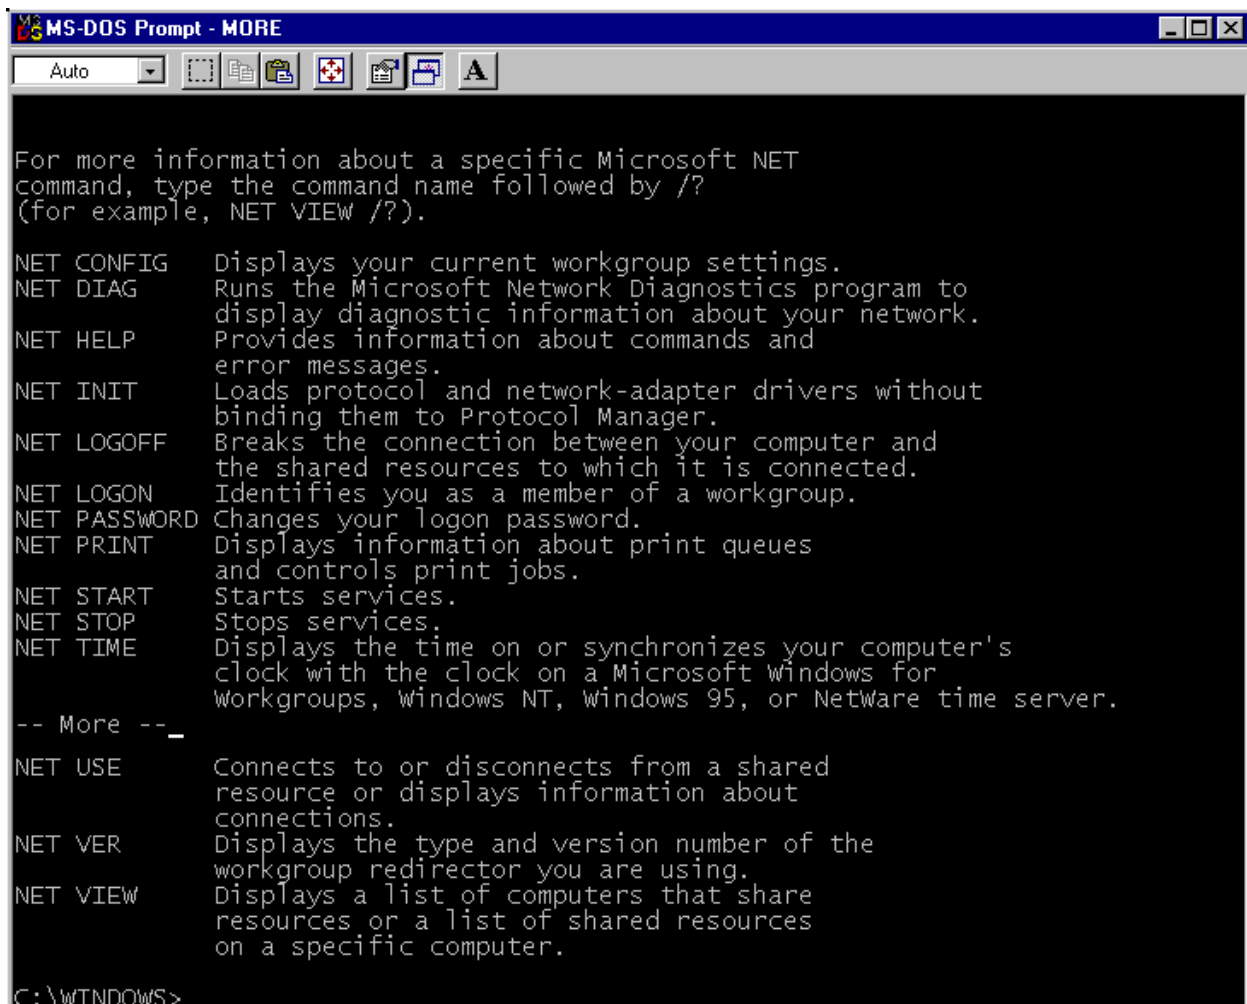 MS-DOS Prompt - MORE
Auto
A
For more information about a specific Microsoft NET
command, type the command name followed by /?
(for example, NET VIEW /?).
NET CONFIG Displays your current workgroup settings.
NET DIAG Runs the Microsoft Network Diagnostics program to
display diagnostic information about your network.
NET HELP Provides information about commands and
error messages.
NET INIT Loads protocol and network-adapter drivers without
binding them to Protocol Manager.
NET LOGOFF Breaks the connection between your computer and
the shared resources to which it is connected.
NET LOGON Identifies you as a member of a workgroup.
NET PASSWORD Changes your logon password.
NET PRINT Displays information about print queues
and controls print jobs.
NET START Starts services.
NET STOP Stops services.
NET TIME Displays the time on or synchronizes your computer's
clock with the clock on a Microsoft Windows for
Workgroups, Windows NT, Windows 95, or NetWare time server.
-- More --_
NET USE Connects to or disconnects from a shared
resource or displays information about
connections.
NET VER Displays the type and version number of the
workgroup redirector you are using.
NET VIEW Displays a list of computers that share
resources or a list of shared resources
on a specific computer.
C:\WINDOWS>